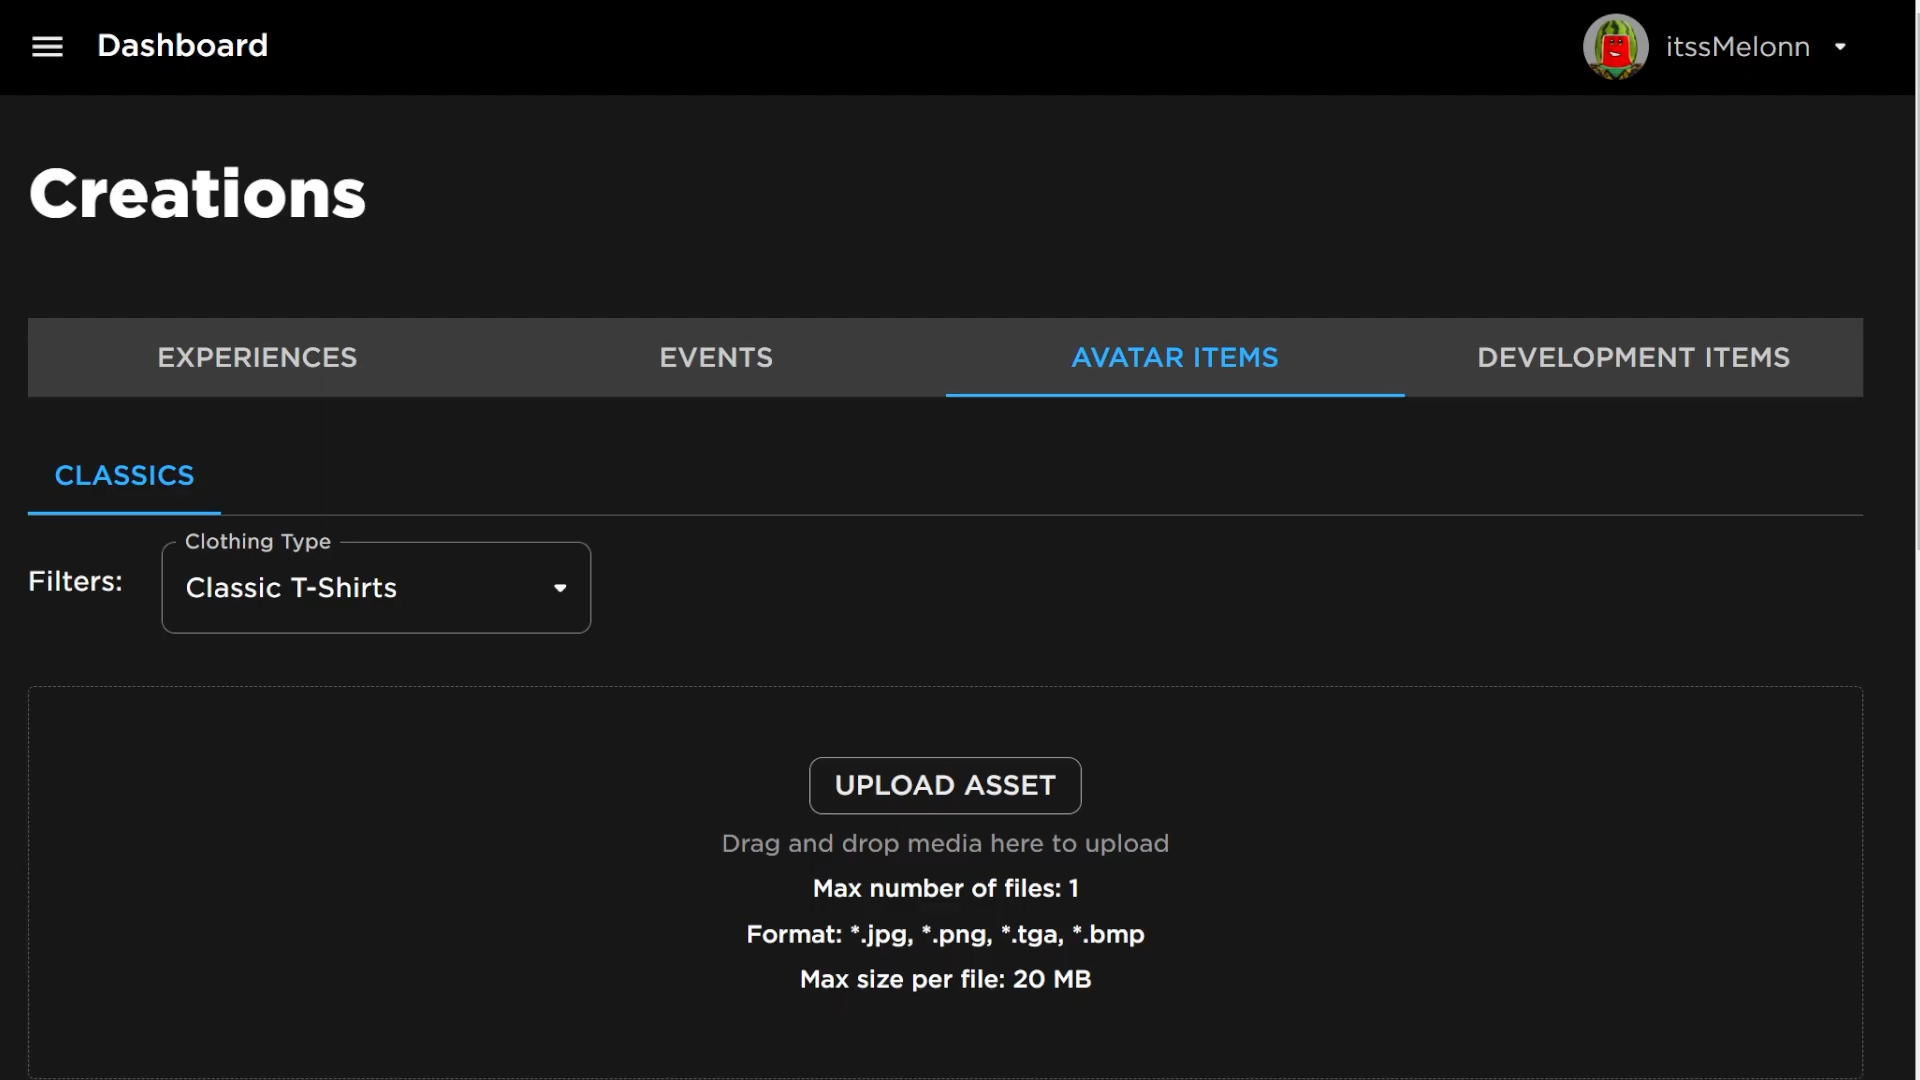 Dashboard
itssMelonn
Creations
EXPERIENCES
EVENTS
AVATAR ITEMS
DEVELOPMENT ITEMS
CLASSICS
Clothing Type
Filters:
Classic T-Shirts
UPLOAD ASSET
Drag and drop media here to upload
Max number of files: 1
Format: *.jpg, *.png, *.tga, *.bmp
Max size per file: 20 MB